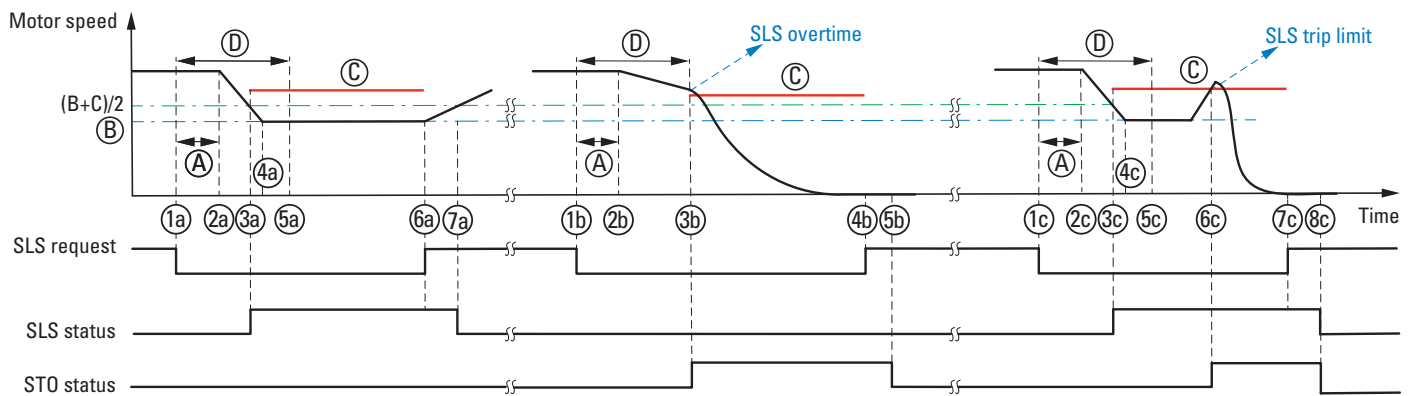 Motor speed
D
C
(B+C)/2
B
A
4a
D
SLS overtime
C
A
D
SLS trip limit
C
A
4c
1a 2a 3a 5a 6a 7a 1b 2b 3b 4b 5b 1c 2c 3c 5c 6c 7c 8c
Time
SLS request
SLS status
STO status